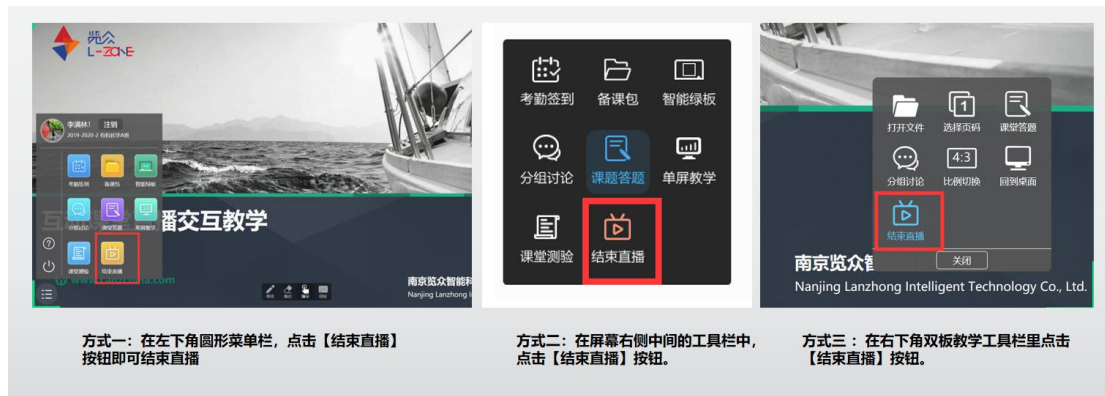 览众
L-ZONE
李满林！ 注销
2019-2020-2 有机化学A班
考勤签到 备课包 智能绿板
分组讨论 课堂答题 单屏教学
课堂测验 结束直播
播交互教学
南京览众智能科
Nanjing Lanzhong I
考勤签到 备课包 智能绿板
分组讨论 课题答题 单屏教学
课堂测验 结束直播
打开文件 选择页码 课堂答题
分组讨论 比例切换 回到桌面
4:3
1
结束直播
关闭
南京览众智
Nanjing Lanzhong Intelligent Technology Co., Ltd.
方式一：在左下角圆形菜单栏，点击【结束直播】
按钮即可结束直播
方式二：在屏幕右侧中间的工具栏中，
点击【结束直播】按钮。
方式三 ：在右下角双板教学工具栏里点击
【结束直播】按钮。